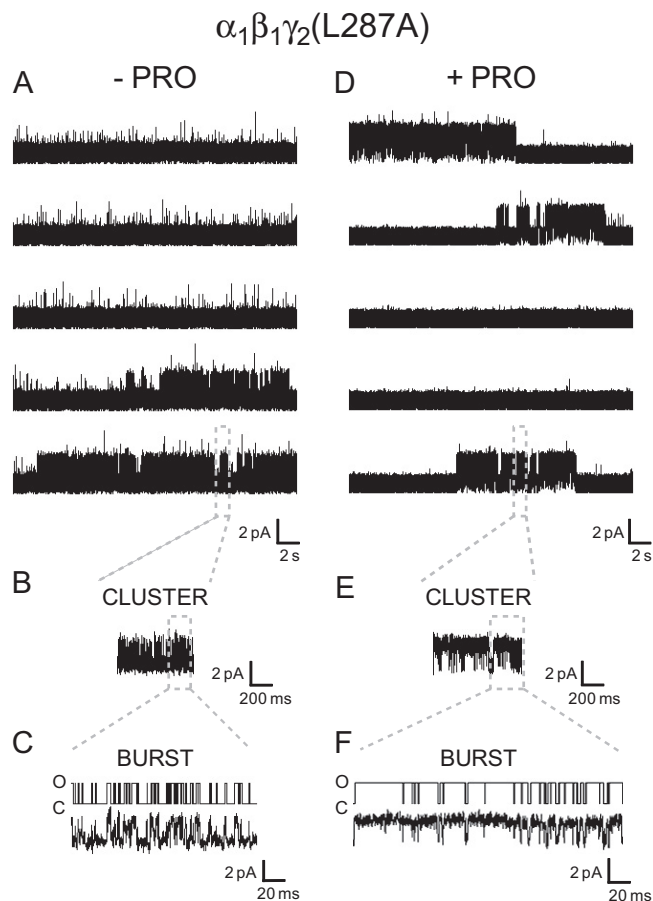 α₁β₁γ₂(L287A)
A - PRO
D + PRO
2 pA
2 s
2 pA
2 s
B CLUSTER
2 pA
200 ms
E CLUSTER
2 pA
200 ms
C BURST
O
C
2 pA
20 ms
F BURST
O
C
2 pA
20 ms